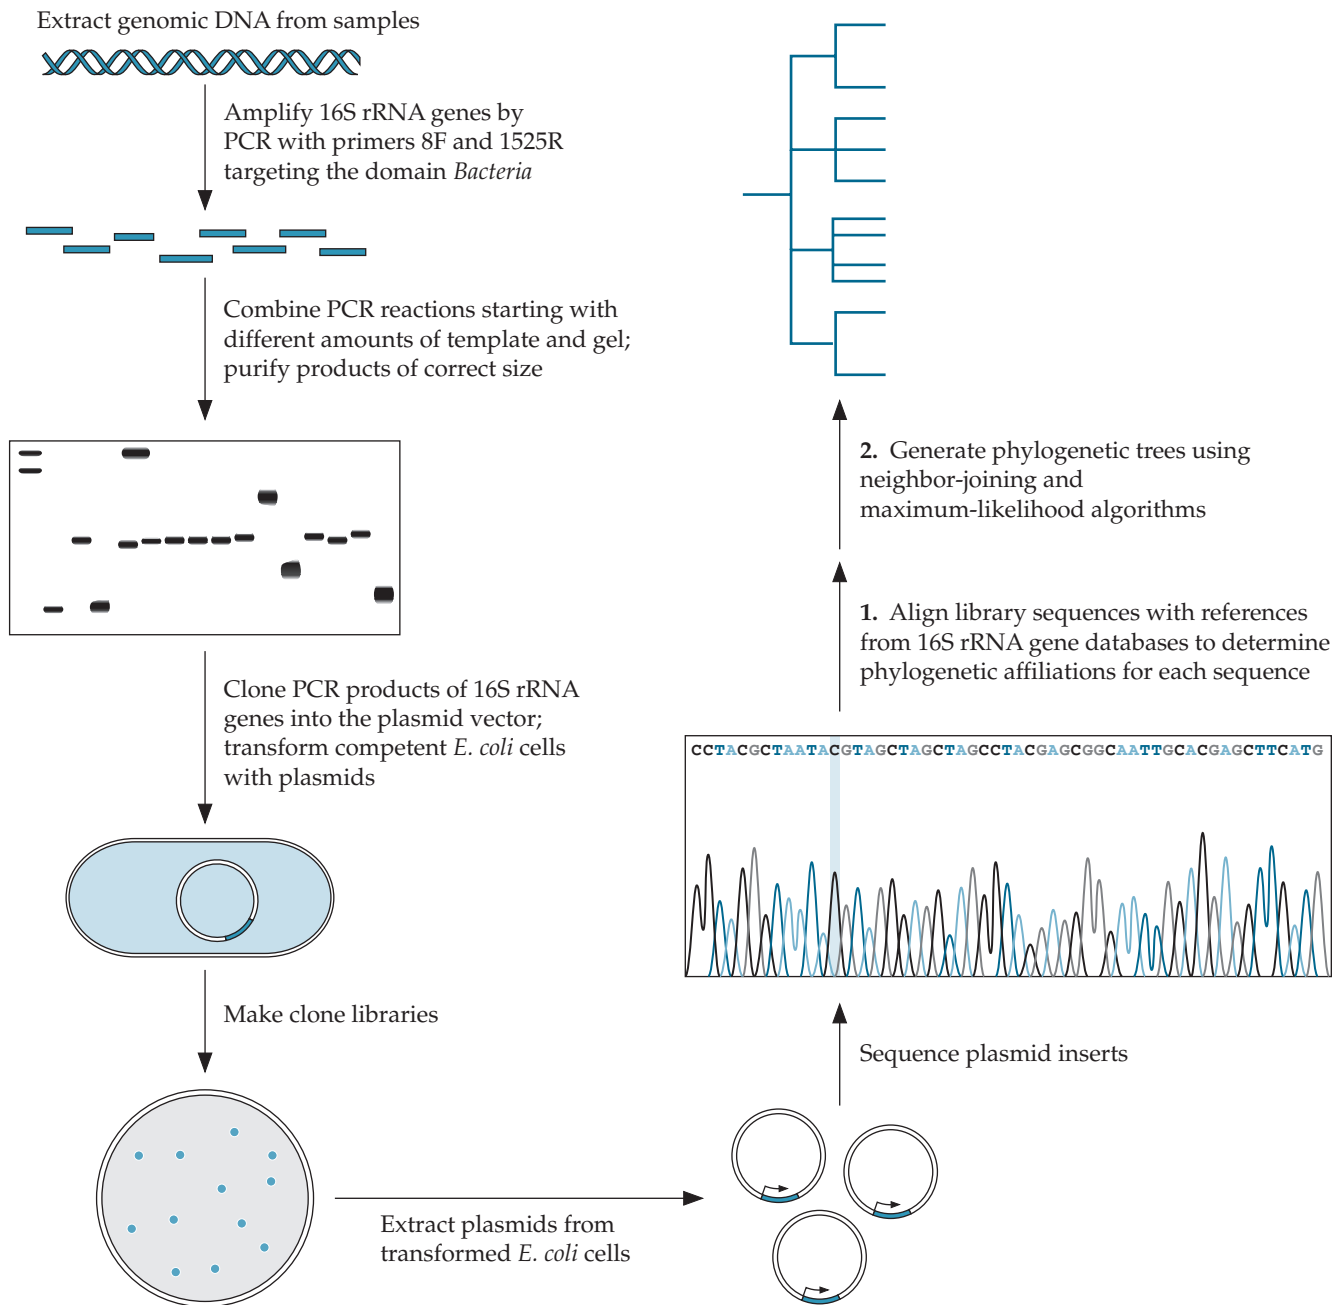 Extract genomic DNA from samples
Amplify 16S rRNA genes by
PCR with primers 8F and 1525R
targeting the domain Bacteria
Combine PCR reactions starting with
different amounts of template and gel;
purify products of correct size
Clone PCR products of 16S rRNA
genes into the plasmid vector;
transform competent E. coli cells
with plasmids
Make clone libraries
Extract plasmids from
transformed E. coli cells
Sequence plasmid inserts
CCTACGCTAATACGTAGCTAGCTAGCCTACGAGCGGCAATTGCACGAGCTTCATG
1. Align library sequences with references
from 16S rRNA gene databases to determine
phylogenetic affiliations for each sequence
2. Generate phylogenetic trees using
neighbor-joining and
maximum-likelihood algorithms